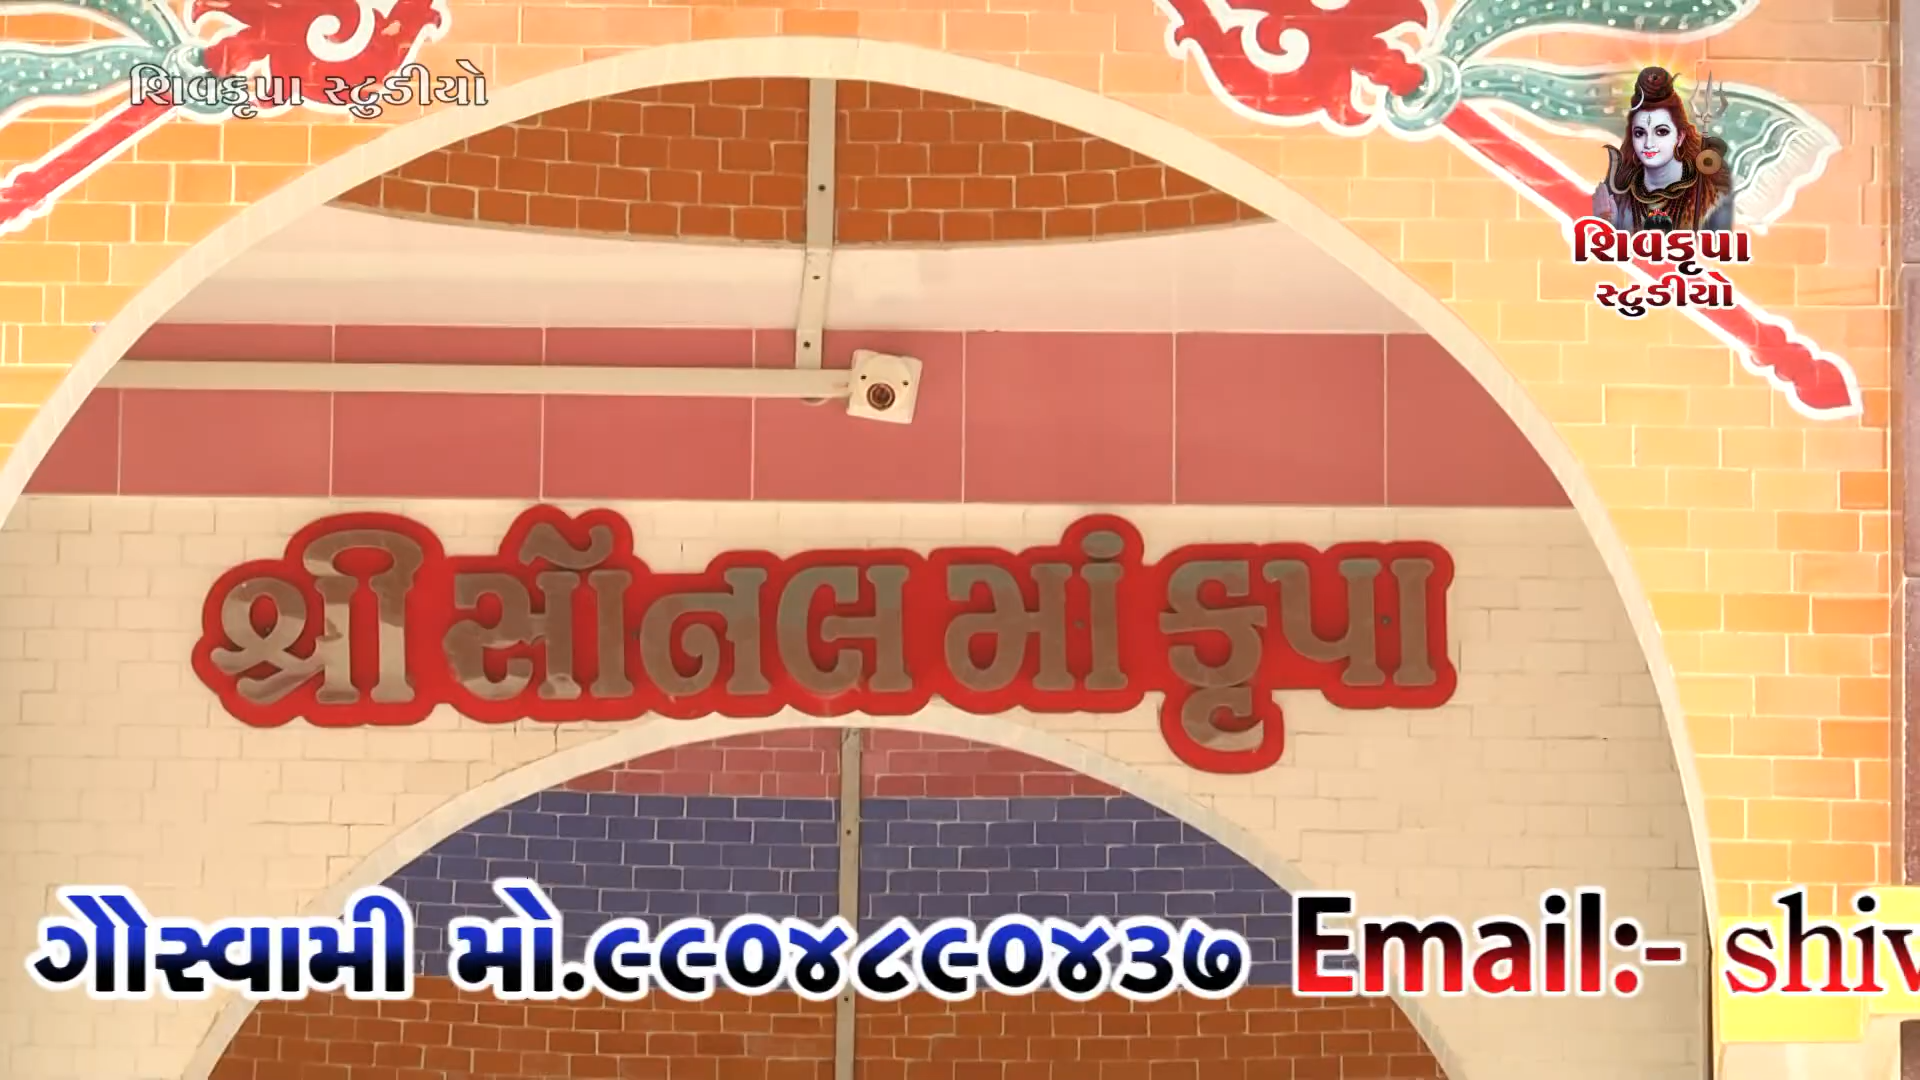 શિવકૃપા સ્ટુડીયો
શિવકૃપા
સ્ટુડીયો
શ્રી સૉનલ માં કૃપા
ગૌસ્વામી મો.૯૯૦૪૮૯૦૪૩૭ Email:- shiv